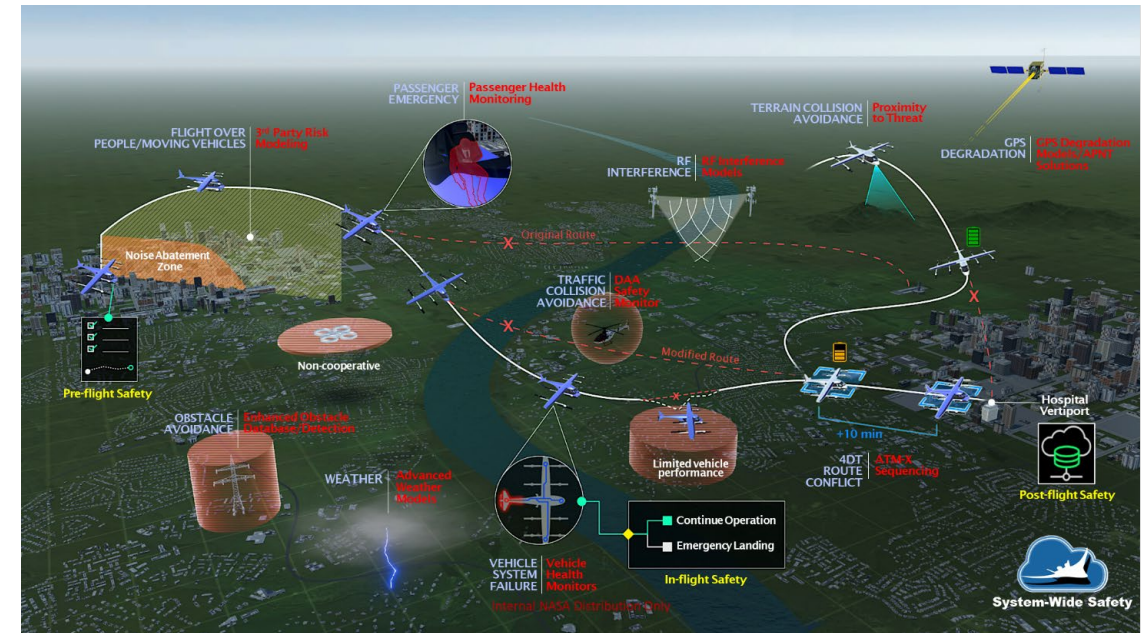 PASSENGER
EMERGENCY
Passenger Health
Monitoring
TERRAIN COLLISION
AVOIDANCE
Proximity
to Threat
FLIGHT OVER
PEOPLE/MOVING VEHICLES
3rd Party Risk
Modeling
GPS
DEGRADATION
GPS Degradation
Models/APNT
Solutions
RF
INTERFERENCE
RF Interference
Models
X
Original Route
Noise Abatement
Zone
TRAFFIC
COLLISION
AVOIDANCE
DAA
Safety
Monitor
X
X
Modified Route
Non-cooperative
Pre-flight Safety
x
Hospital
Vertiport
+10 min
OBSTACLE
AVOIDANCE
Enhanced Obstacle
Database/Detection
Limited vehicle
performance
4DT
ROUTE
CONFLICT
ATM-X
Sequencing
WEATHER
Advanced
Weather
Models
Post-flight Safety
Continue Operation
Emergency Landing
In-flight Safety
VEHICLE
SYSTEM
FAILURE
Vehicle
Health
Monitors
Internal NASA Distribution Only
System-Wide Safety